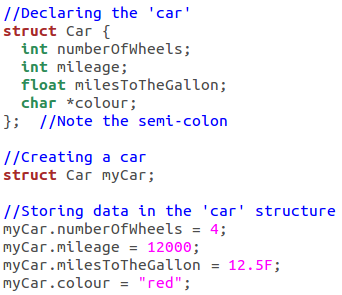 //Declaring the 'car'
struct Car {
  int numberOfWheels;
  int mileage;
  float milesToTheGallon;
  char *colour;
};  //Note the semi-colon

//Creating a car
struct Car myCar;

//Storing data in the 'car' structure
myCar.numberOfWheels = 4;
myCar.mileage = 12000;
myCar.milesToTheGallon = 12.5F;
myCar.colour = "red";